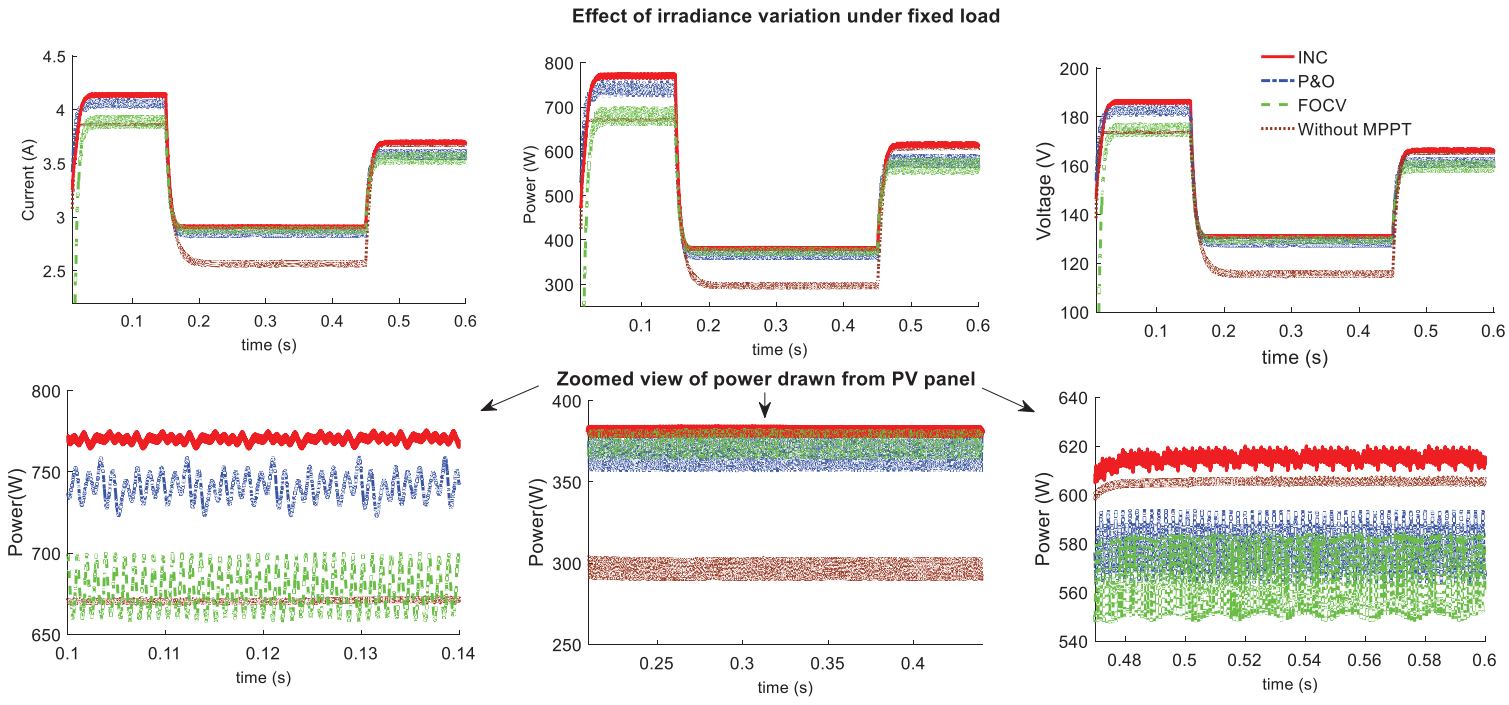 Effect of irradiance variation under fixed load
Current (A)
4.5
4
3.5
3
2.5
0.1 0.2 0.3 0.4 0.5 0.6
time (s)
Power (W)
800
700
600
500
400
300
0.1 0.2 0.3 0.4 0.5 0.6
time (s)
Voltage (V)
200
180
160
140
120
100
0.1 0.2 0.3 0.4 0.5 0.6
time (s)
INC
P&O
FOCV
Without MPPT
Zoomed view of power drawn from PV panel
Power(W)
800
750
700
650
0.1 0.11 0.12 0.13 0.14
time (s)
Power(W)
400
350
300
250
0.25 0.3 0.35 0.4
time (s)
Power (W)
640
620
600
580
560
540
0.48 0.5 0.52 0.54 0.56 0.58 0.6
time (s)